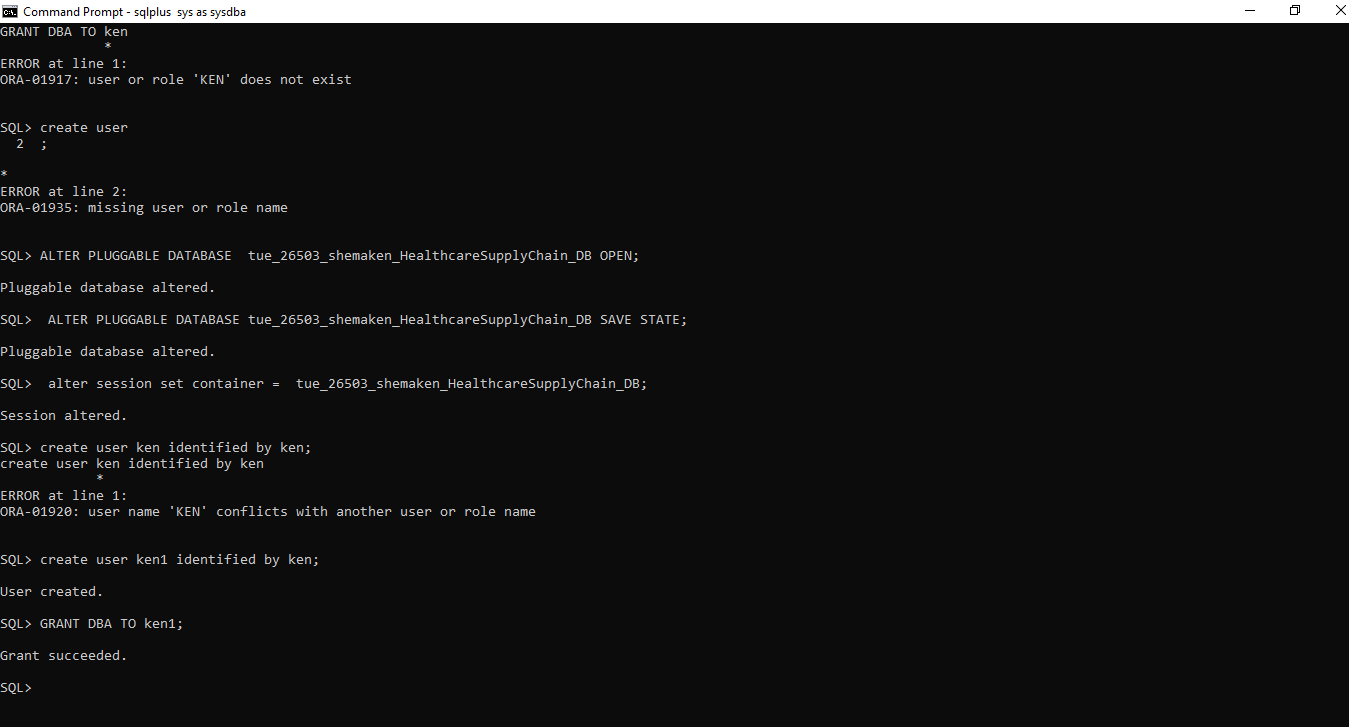 Command Prompt - sqlplus  sys as sysdba
GRANT DBA TO ken
             *
ERROR at line 1:
ORA-01917: user or role 'KEN' does not exist
SQL> create user
  2  ;
*
ERROR at line 2:
ORA-01935: missing user or role name
SQL> ALTER PLUGGABLE DATABASE  tue_26503_shemaken_HealthcareSupplyChain_DB OPEN;
Pluggable database altered.
SQL>  ALTER PLUGGABLE DATABASE tue_26503_shemaken_HealthcareSupplyChain_DB SAVE STATE;
Pluggable database altered.
SQL>  alter session set container =  tue_26503_shemaken_HealthcareSupplyChain_DB;
Session altered.
SQL> create user ken identified by ken;
create user ken identified by ken
            *
ERROR at line 1:
ORA-01920: user name 'KEN' conflicts with another user or role name
SQL> create user ken1 identified by ken;
User created.
SQL> GRANT DBA TO ken1;
Grant succeeded.
SQL>